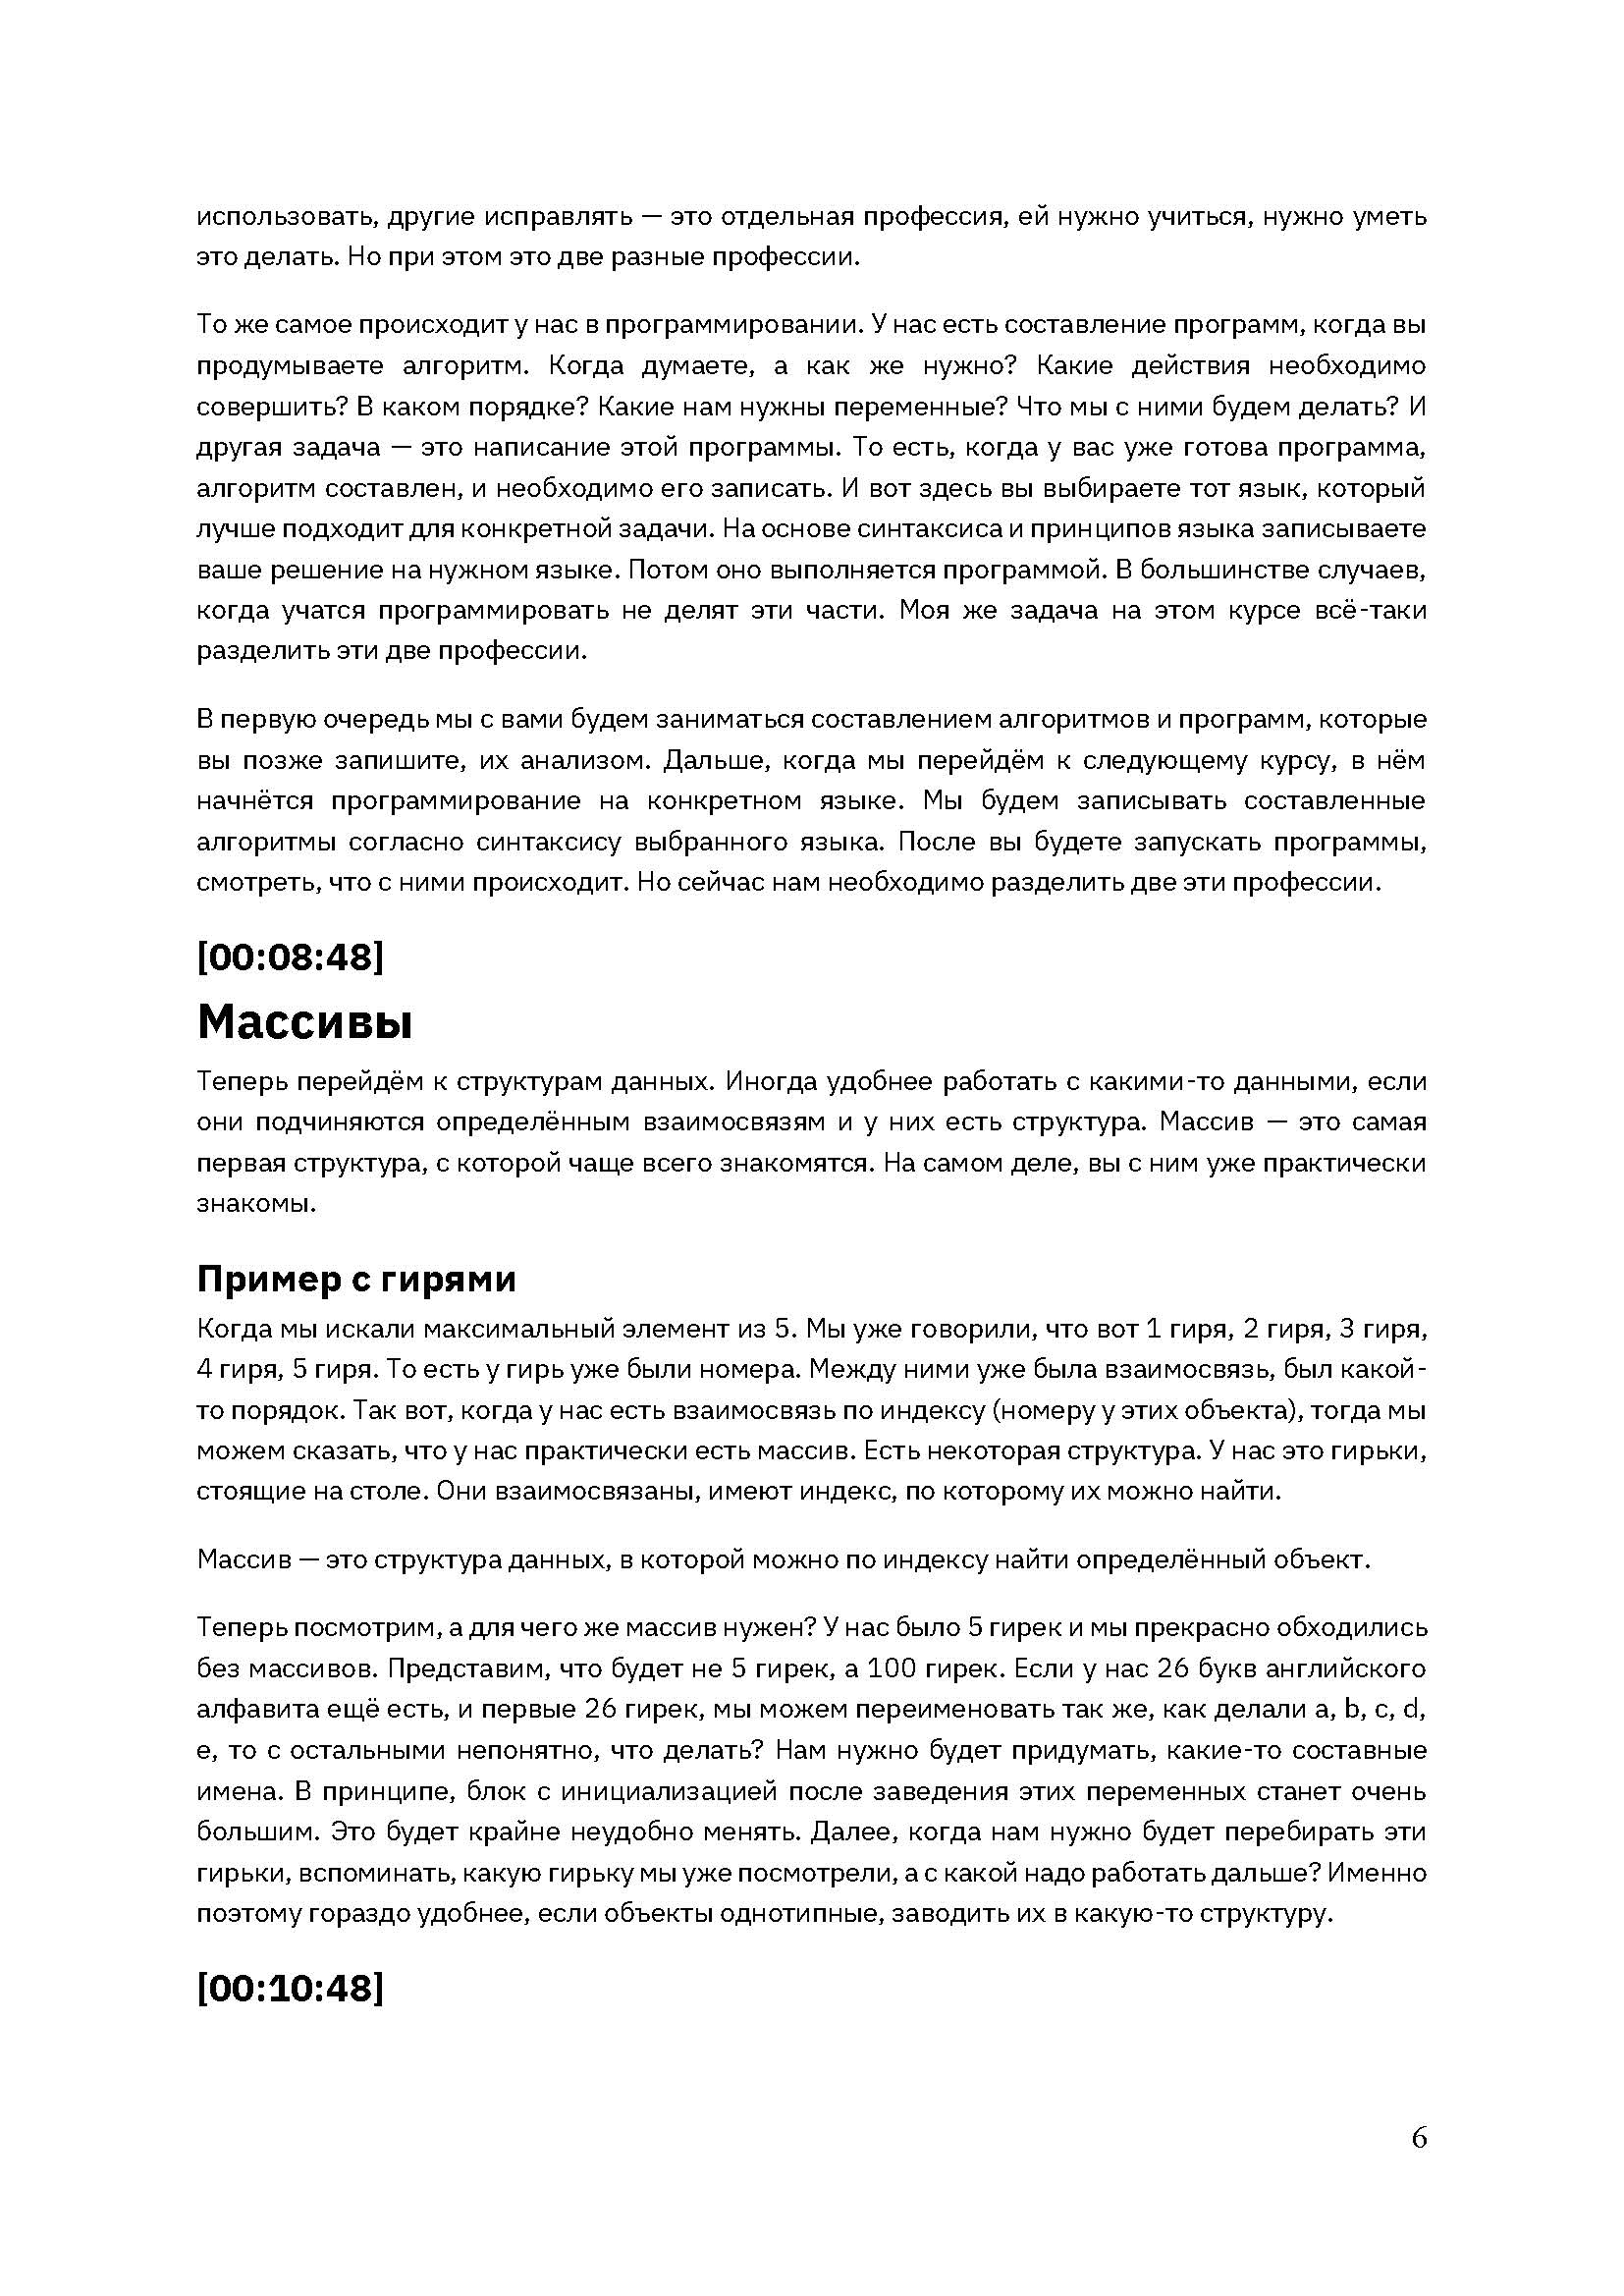 использовать, другие исправлять — это отдельная профессия, ей нужно учиться, нужно уметь
это делать. Но при этом это две разные профессии.
То же самое происходит у нас в программировании. У нас есть составление программ, когда вы
продумываете алгоритм. Когда думаете, а как же нужно? Какие действия необходимо
совершить? В каком порядке? Какие нам нужны переменные? Что мы с ними будем делать? И
другая задача — это написание этой программы. То есть, когда у вас уже готова программа,
алгоритм составлен, и необходимо его записать. И вот здесь вы выбираете тот язык, который
лучше подходит для конкретной задачи. На основе синтаксиса и принципов языка записываете
ваше решение на нужном языке. Потом оно выполняется программой. В большинстве случаев,
когда учатся программировать не делят эти части. Моя же задача на этом курсе всё-таки
разделить эти две профессии.
В первую очередь мы с вами будем заниматься составлением алгоритмов и программ, которые
вы позже запишите, их анализом. Дальше, когда мы перейдём к следующему курсу, в нём
начнётся программирование на конкретном языке. Мы будем записывать составленные
алгоритмы согласно синтаксису выбранного языка. После вы будете запускать программы,
смотреть, что с ними происходит. Но сейчас нам необходимо разделить две эти профессии.
[00:08:48]
Массивы
Теперь перейдём к структурам данных. Иногда удобнее работать с какими-то данными, если
они подчиняются определённым взаимосвязям и у них есть структура. Массив — это самая
первая структура, с которой чаще всего знакомятся. На самом деле, вы с ним уже практически
знакомы.
Пример с гирями
Когда мы искали максимальный элемент из 5. Мы уже говорили, что вот 1 гиря, 2 гиря, 3 гиря,
4 гиря, 5 гиря. То есть у гирь уже были номера. Между ними уже была взаимосвязь, был какой-
то порядок. Так вот, когда у нас есть взаимосвязь по индексу (номеру у этих объекта), тогда мы
можем сказать, что у нас практически есть массив. Есть некоторая структура. У нас это гирьки,
стоящие на столе. Они взаимосвязаны, имеют индекс, по которому их можно найти.
Массив — это структура данных, в которой можно по индексу найти определённый объект.
Теперь посмотрим, а для чего же массив нужен? У нас было 5 гирек и мы прекрасно обходились
без массивов. Представим, что будет не 5 гирек, а 100 гирек. Если у нас 26 букв английского
алфавита ещё есть, и первые 26 гирек, мы можем переименовать так же, как делали a, b, c, d,
e, то с остальными непонятно, что делать? Нам нужно будет придумать, какие-то составные
имена. В принципе, блок с инициализацией после заведения этих переменных станет очень
большим. Это будет крайне неудобно менять. Далее, когда нам нужно будет перебирать эти
гирьки, вспоминать, какую гирьку мы уже посмотрели, а с какой надо работать дальше? Именно
поэтому гораздо удобнее, если объекты однотипные, заводить их в какую-то структуру.
[00:10:48]
6